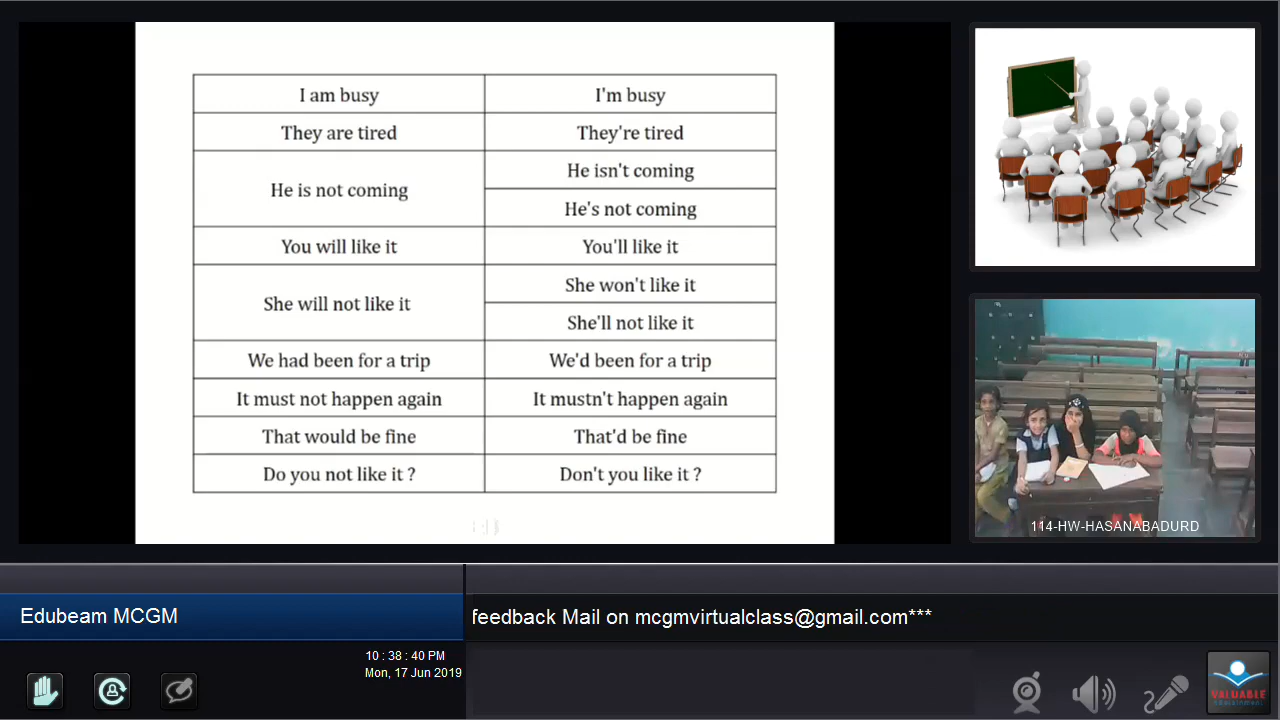 I am busy
I'm busy
They are tired
They're tired
He is not coming
He isn't coming
He's not coming
You will like it
You'll like it
She will not like it
She won't like it
She'll not like it
We had been for a trip
We'd been for a trip
It must not happen again
It mustn't happen again
That would be fine
That'd be fine
Do you not like it ?
Don't you like it ?
114-HW-HASANABADURD
Edubeam MCGM
feedback Mail on mcgmvirtualclass@gmail.com***
10 : 38 : 40 PM
Mon, 17 Jun 2019
VALUABLE